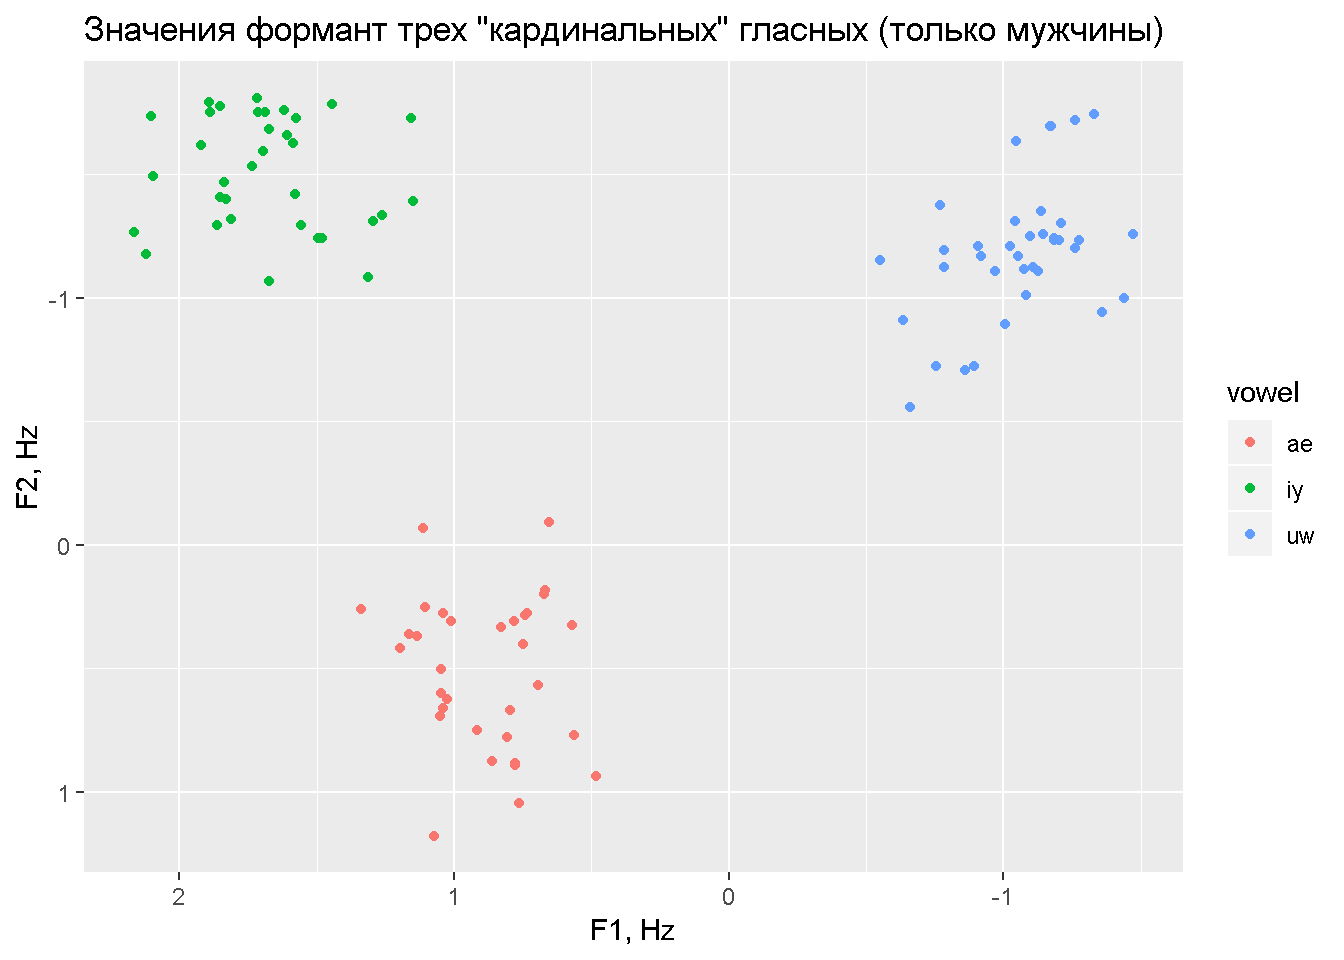 Значения формант трех "кардинальных" гласных (только мужчины)
F2, Hz
-1
0
1
2
1
0
-1
F1, Hz
vowel
ae
iy
uw